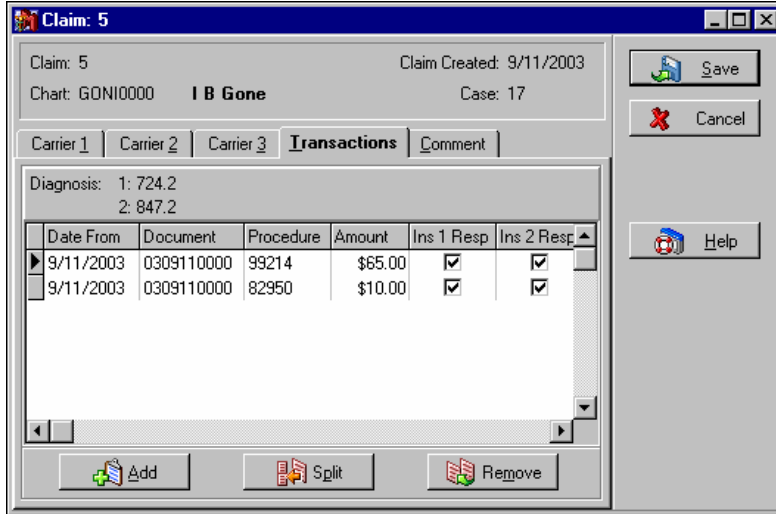 Claim: 5
Claim: 5 Claim Created: 9/11/2003
Chart: GONI0000 I B Gone Case: 17
Save
Cancel
Carrier 1 Carrier 2 Carrier 3 Transactions Comment
Diagnosis: 1: 724.2
2: 847.2
Date From Document Procedure Amount Ins 1 Resp Ins 2 Resp
9/11/2003 0309110000 99214 $65.00
9/11/2003 0309110000 82950 $10.00
Help
Add Split Remove